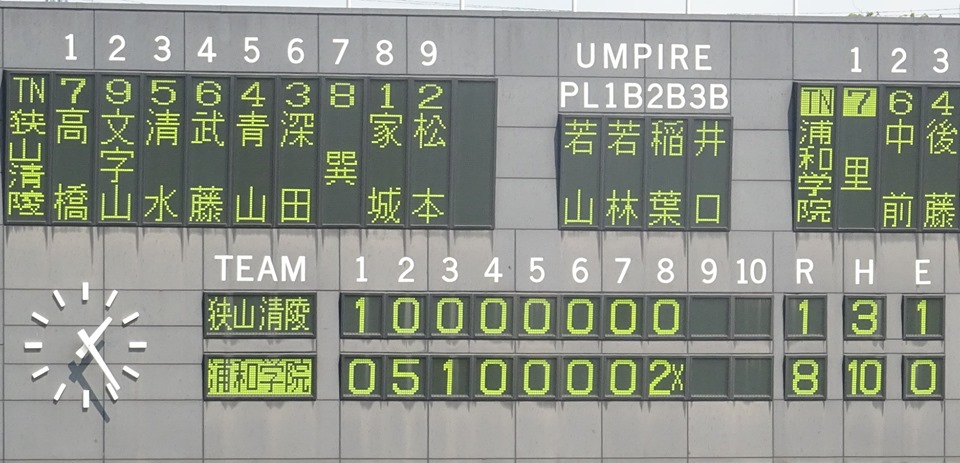 1 2 3 4 5 6 7 8 9
TN 7 9 5 6 4 3 8 1 2
狭山清陵 高橋 文字山 清水 武藤 青山 深田 巽 家城 松本
UMPIRE
PL1B2B3B
若山 若林 稲葉 井口
1 2 3
TN 7 6 4
浦和学院 里 中前 後藤
TEAM 1 2 3 4 5 6 7 8 9 10 R H E
狭山清陵 1 0 0 0 0 0 0 0 1 3 1
浦和学院 0 5 1 0 0 0 0 2X 8 10 0